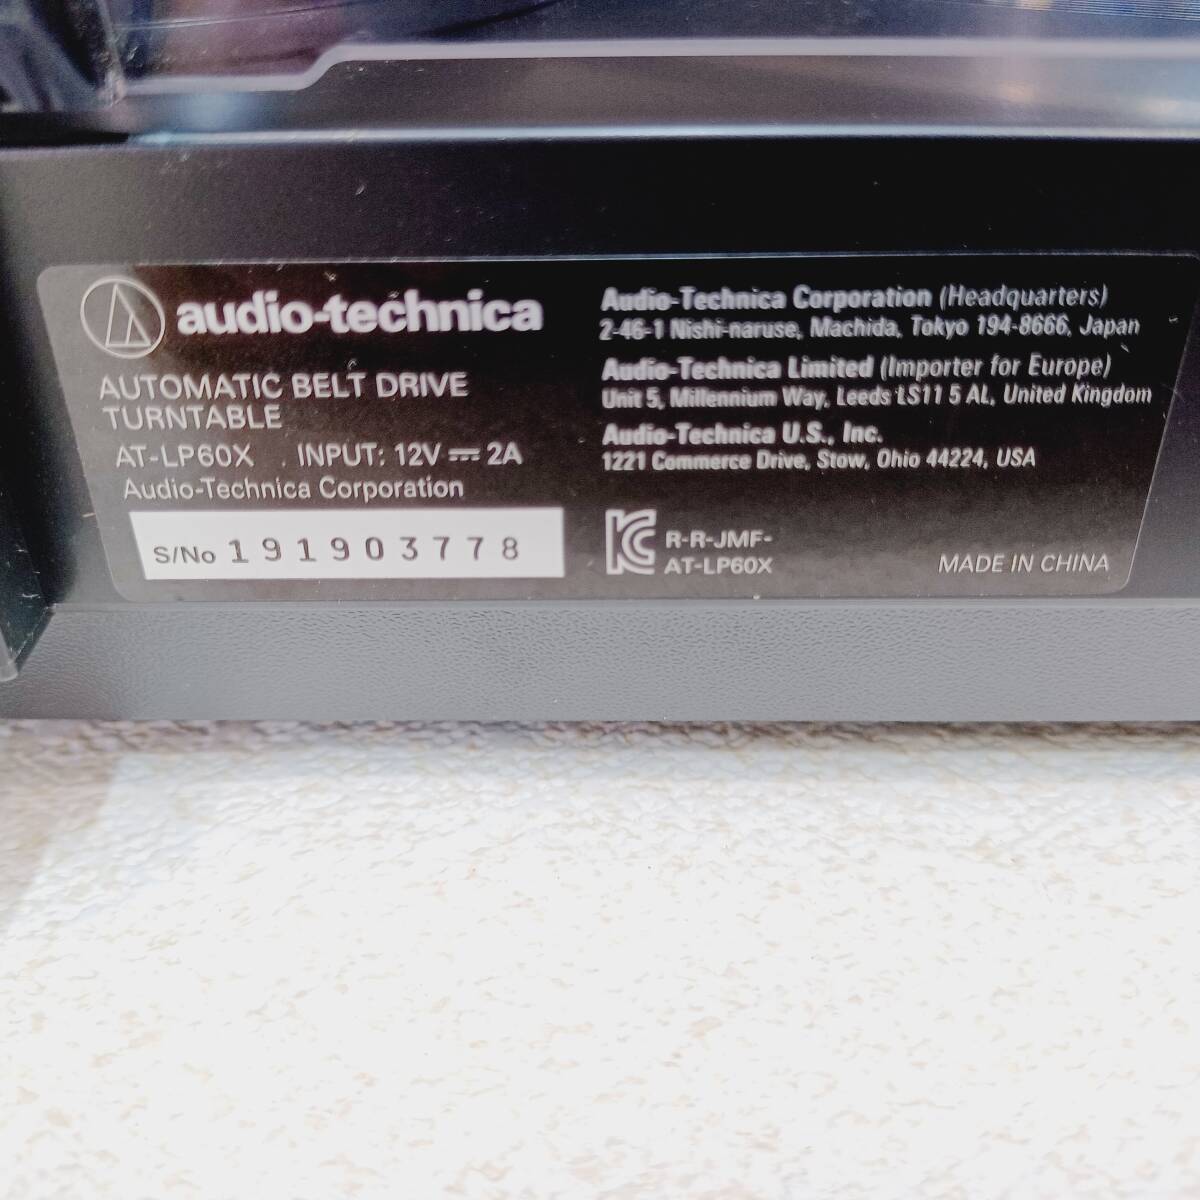 audio-technica
AUTOMATIC BELT DRIVE
TURNTABLE
AT-LP60X INPUT: 12V ⎓ 2A
Audio-Technica Corporation
S/No 191903778
Audio-Technica Corporation (Headquarters)
2-46-1 Nishi-naruse, Machida, Tokyo 194-8666, Japan
Audio-Technica Limited (Importer for Europe)
Unit 5, Millennium Way, Leeds LS11 5 AL, United Kingdom
Audio-Technica U.S., Inc.
1221 Commerce Drive, Stow, Ohio 44224, USA
R-R-JMF-
AT-LP60X
MADE IN CHINA